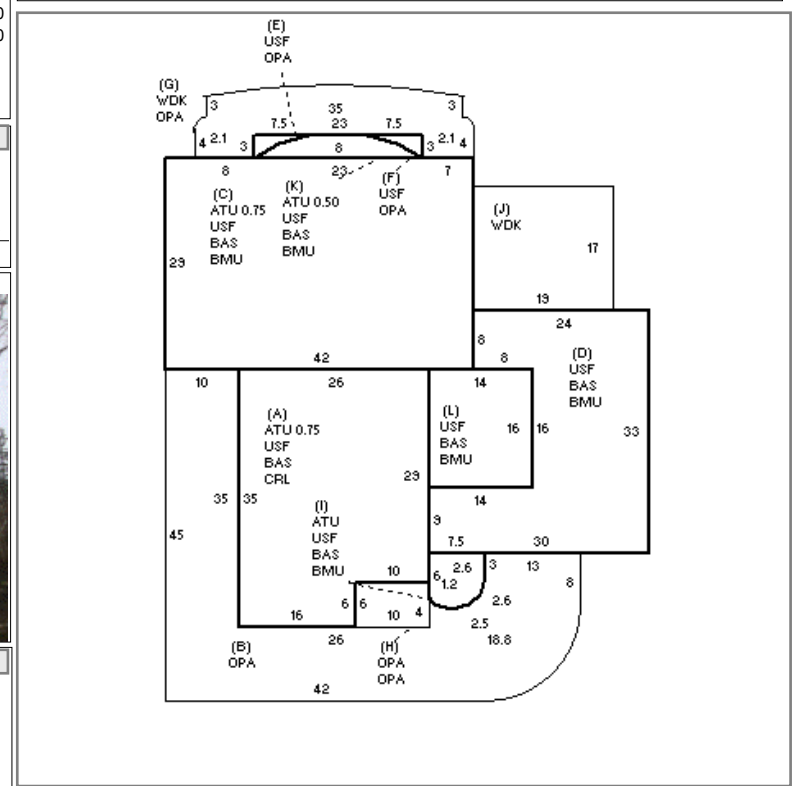 0
0
(E)
USF
OPA
(G)
WDK
OPA
3 35 3
7.5 23 7.5
4 2.1 3 8 3 2.1 4
8 23 7
(C)
ATU 0.75
USF
BAS
BMU
(K)
ATU 0.50
USF
BAS
BMU
(F)
USF
OPA
(J)
WDK
17
29
19
24
8
42 8
(D)
USF
BAS
BMU
10 26 14
(A)
ATU 0.75
USF
BAS
CRL
(L)
USF
BAS
BMU
16 16 33
29
35 35 14
(I)
ATU
USF
BAS
BMU
9
45
7.5 30
10 6 2.6 3 13
1.2 8
6 6 2.6
16 10 4
2.5
26 18.8
(B)
OPA
(H)
OPA
OPA
42